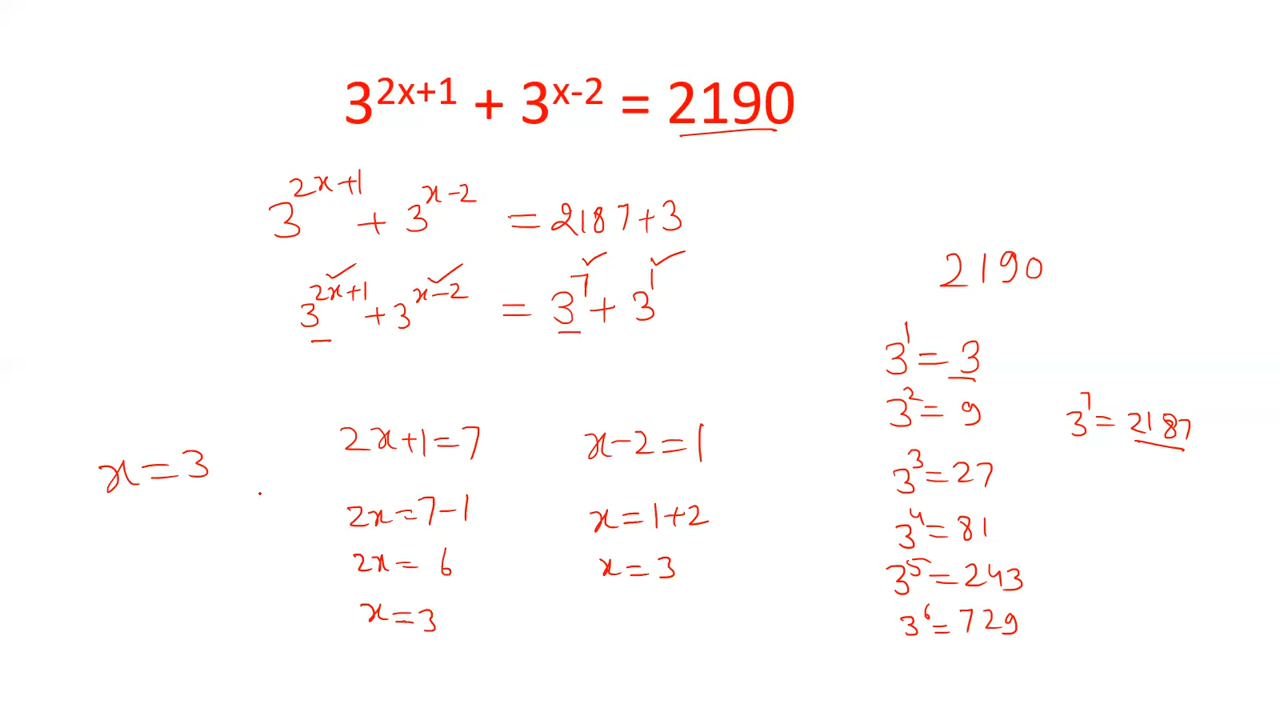 3^{2x+1} + 3^{x-2} = 2190
3^{2x+1} + 3^{x-2} = 2187+3
3^{2x+1} + 3^{x-2} = 3^7 + 3^1
2x+1=7
2x=7-1
2x= 6
x=3
x-2=1
x=1+2
x=3
x=3
2190
3^1 = 3
3^2 = 9
3^3 = 27
3^4 = 81
3^5 = 243
3^6 = 729
3^7 = 2187